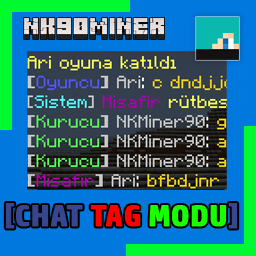 NK90MINER
Ari oyuna katıldı
[Oyuncu] Ari: c dndjj
[Sistem] Misafir rütbes
[Kurucu] NKMiner90: g
[Kurucu] NKMiner90: a
[Kurucu] NKMiner90: a
[Misafir] Ari: bfbdjnr
[CHAT TAG MODU]